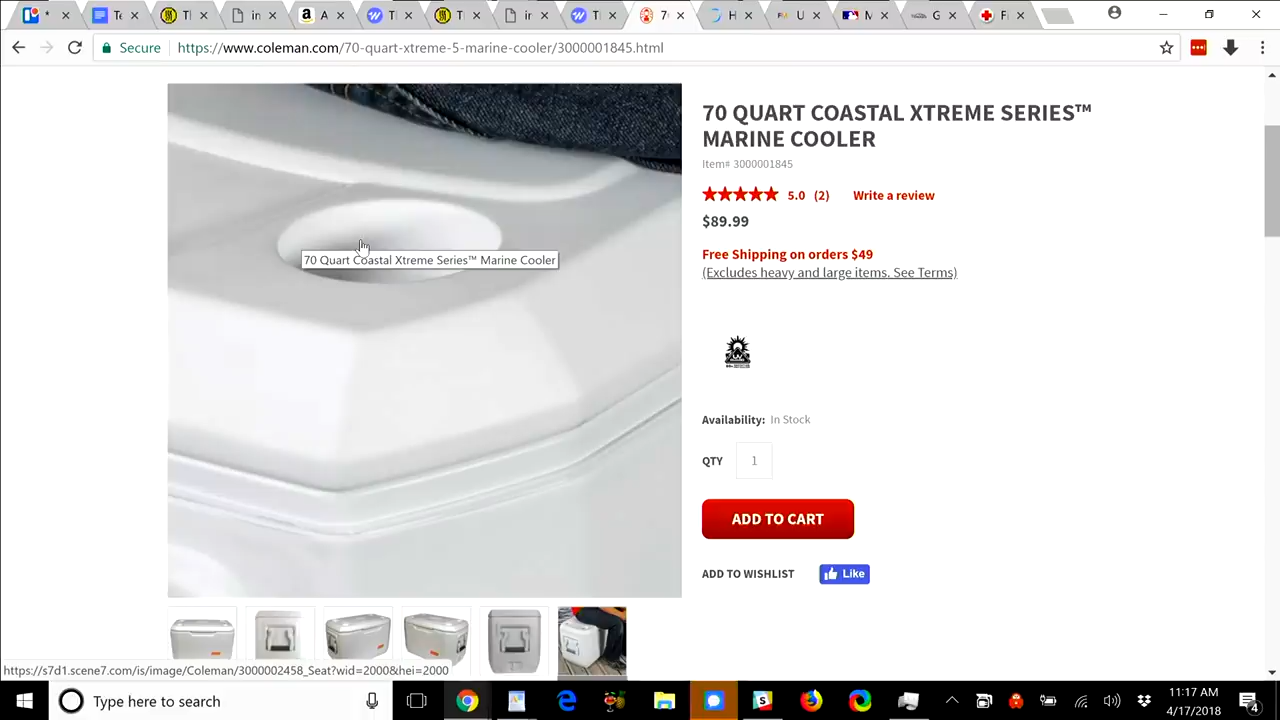 Secure
https://www.coleman.com/70-quart-xtreme-5-marine-cooler/3000001845.html
70 QUART COASTAL XTREME SERIES™
MARINE COOLER
Item# 3000001845
5.0 (2) Write a review
$89.99
Free Shipping on orders $49
(Excludes heavy and large items. See Terms)
70 Quart Coastal Xtreme Series™ Marine Cooler
Availability: In Stock
QTY 1
ADD TO CART
ADD TO WISHLIST Like
https://s7d1.scene7.com/is/image/Coleman/3000002458_Seat?wid=2000&hei=2000
Type here to search
11:17 AM
4/17/2018
4